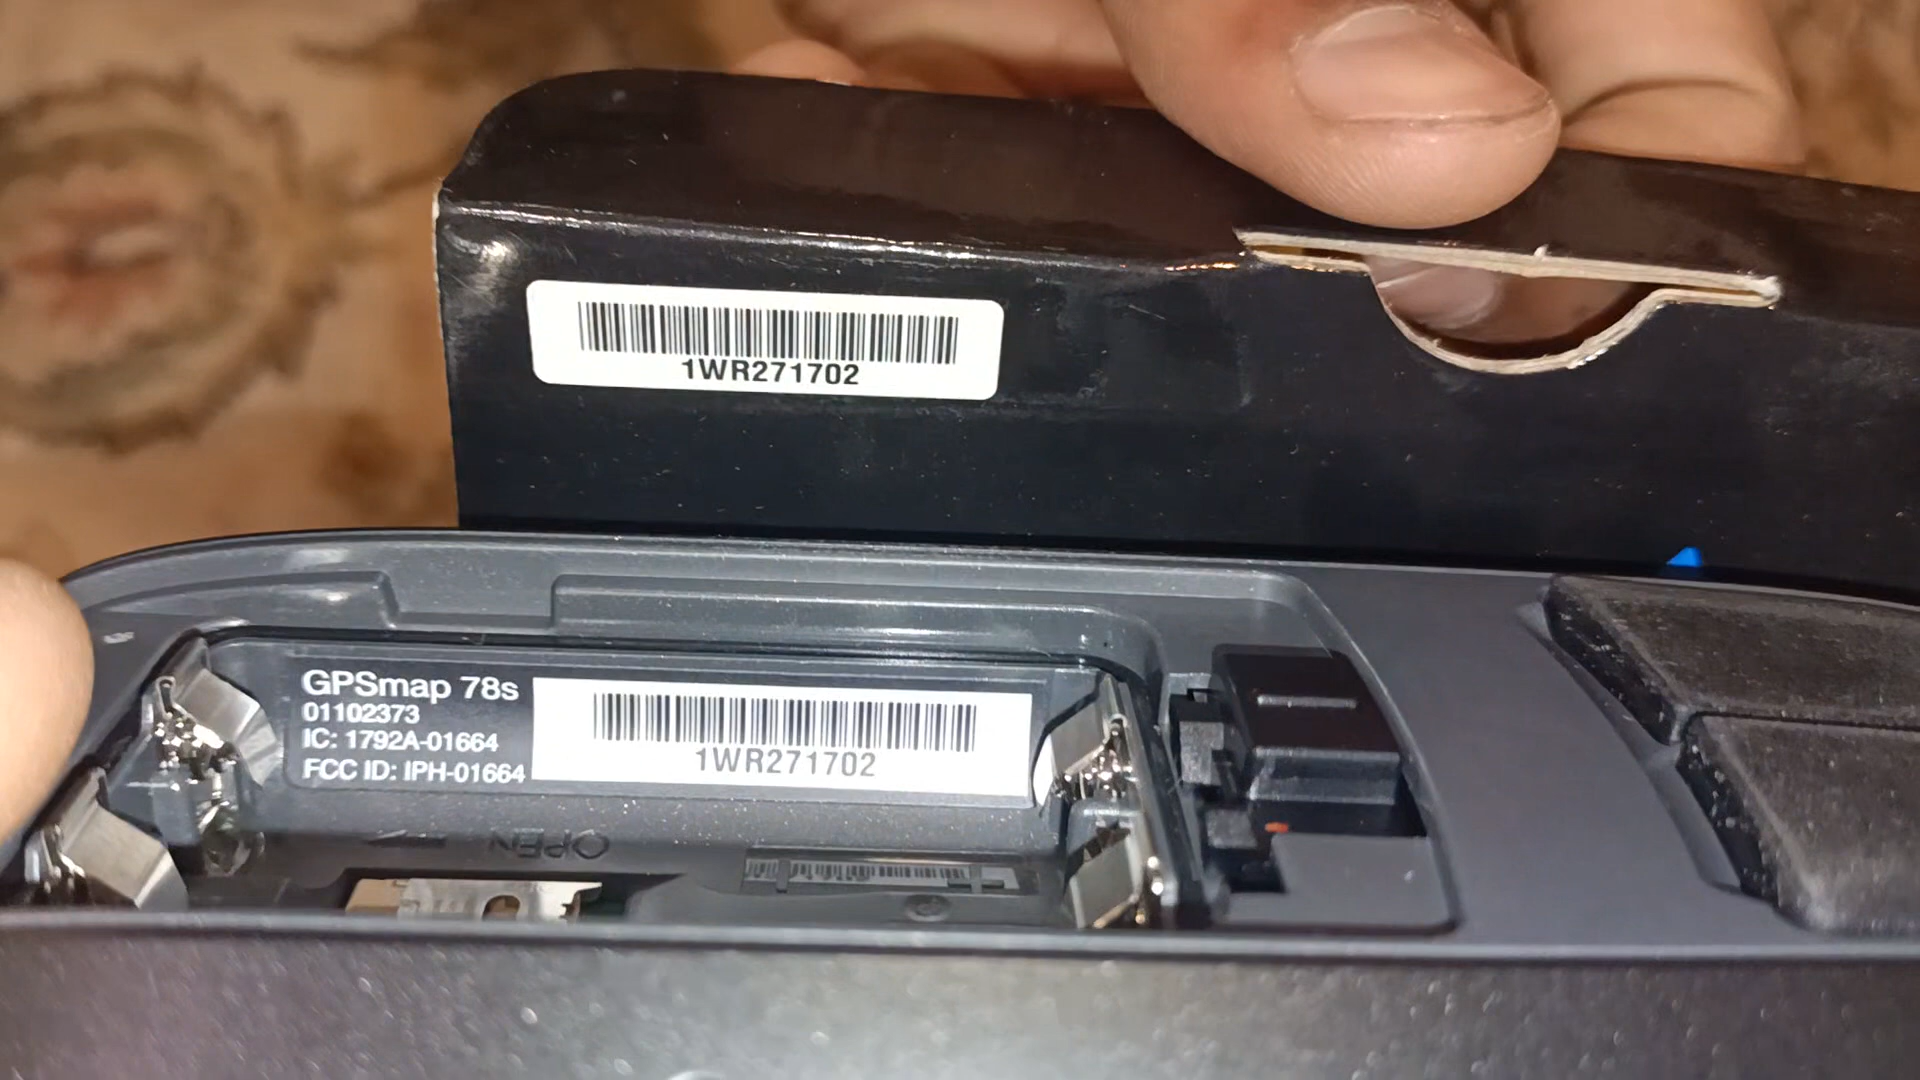 1WR271702
GPSmap 78s
01102373
IC: 1792A-01664
FCC ID: IPH-01664
1WR271702
OPEN